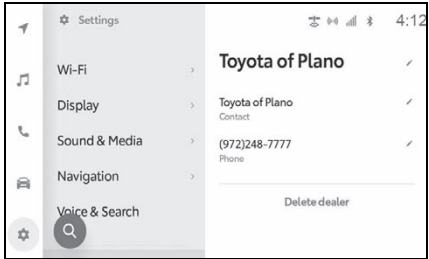 Settings
4:12
Wi-Fi
Display
Sound & Media
Navigation
Voice & Search
Toyota of Plano
Toyota of Plano
Contact
(972)248-7777
Phone
Delete dealer